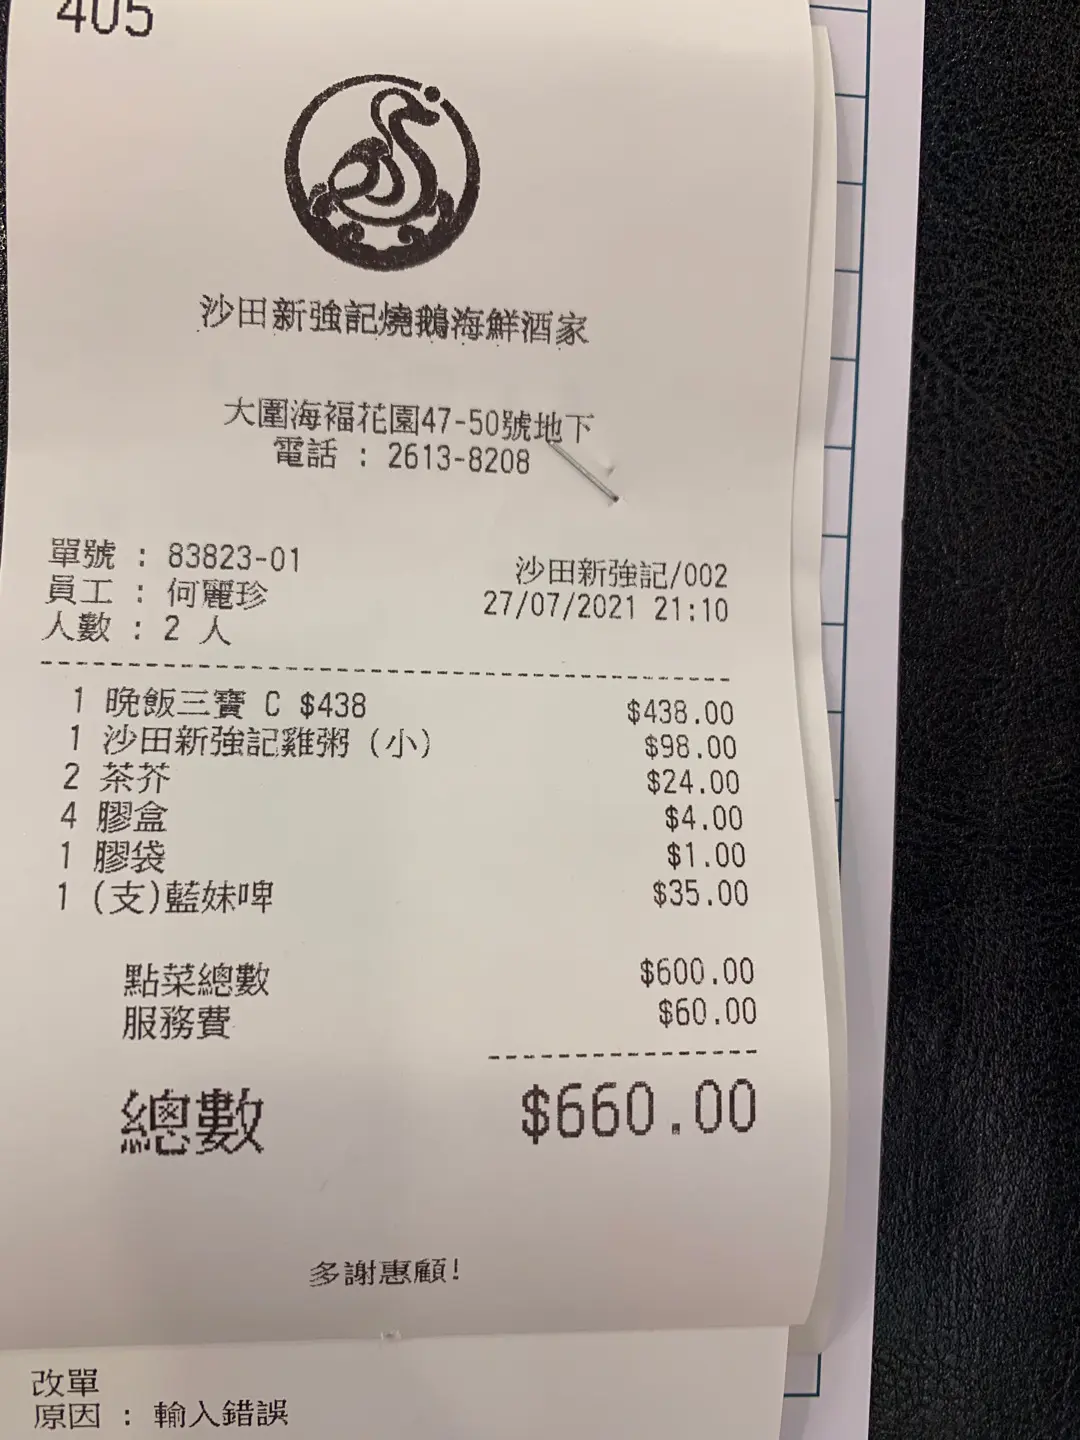 405
沙田新強記燒鵝海鮮酒家
大圍海福花園47-50號地下
電話 : 2613-8208
單號 : 83823-01
沙田新強記/002
員工 : 何麗珍
27/07/2021 21:10
人數 : 2 人
1 晚飯三寶 C $438 $438.00
1 沙田新強記雞粥 (小) $98.00
2 茶芥 $24.00
4 膠盒 $4.00
1 膠袋 $1.00
1 (支)藍妹啤 $35.00
點菜總數 $600.00
服務費 $60.00
總數 $660.00
多謝惠顧!
改單
原因 : 輸入錯誤